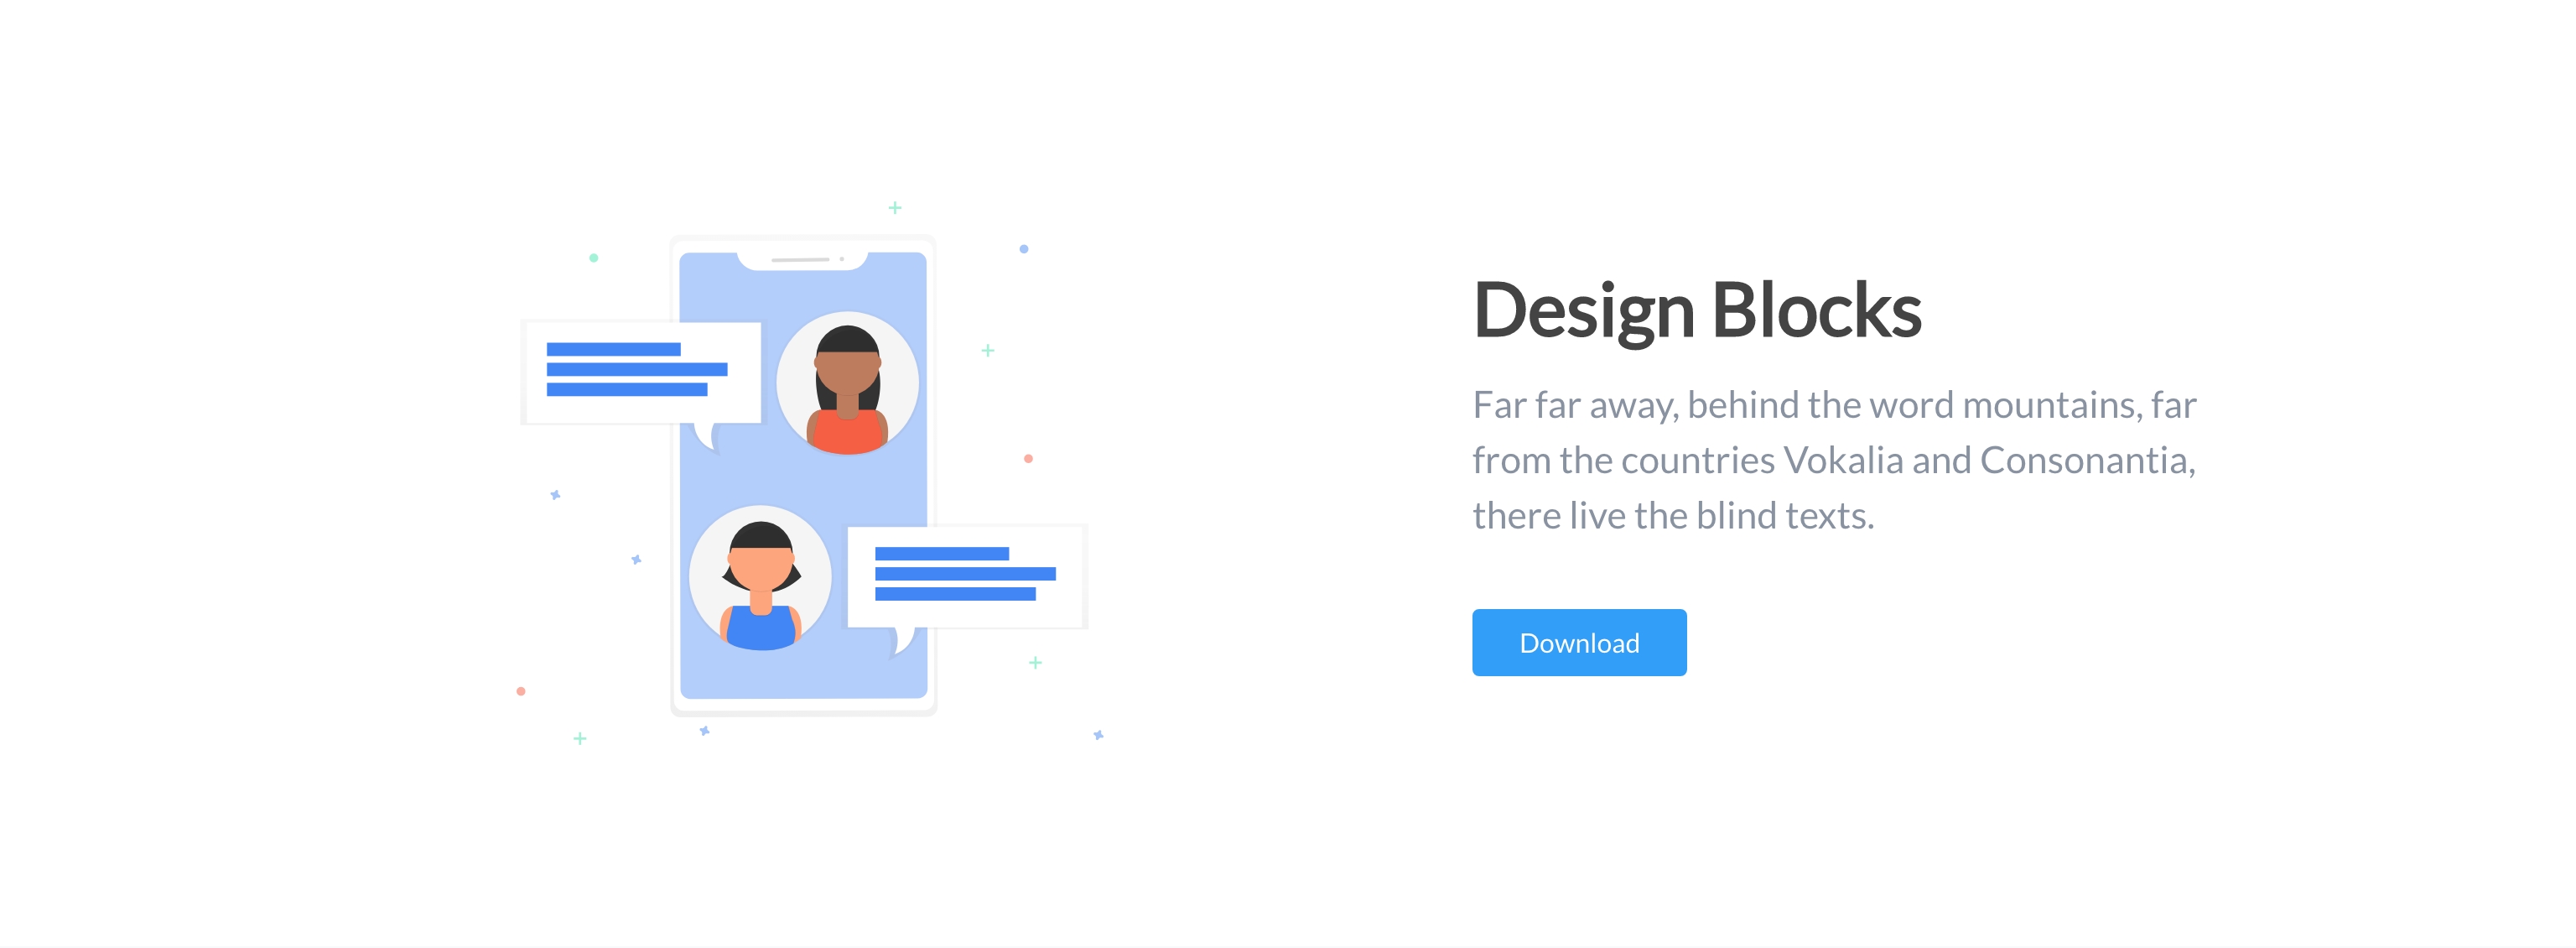 Design Blocks
Far far away, behind the word mountains, far
from the countries Vokalia and Consonantia,
there live the blind texts.
Download